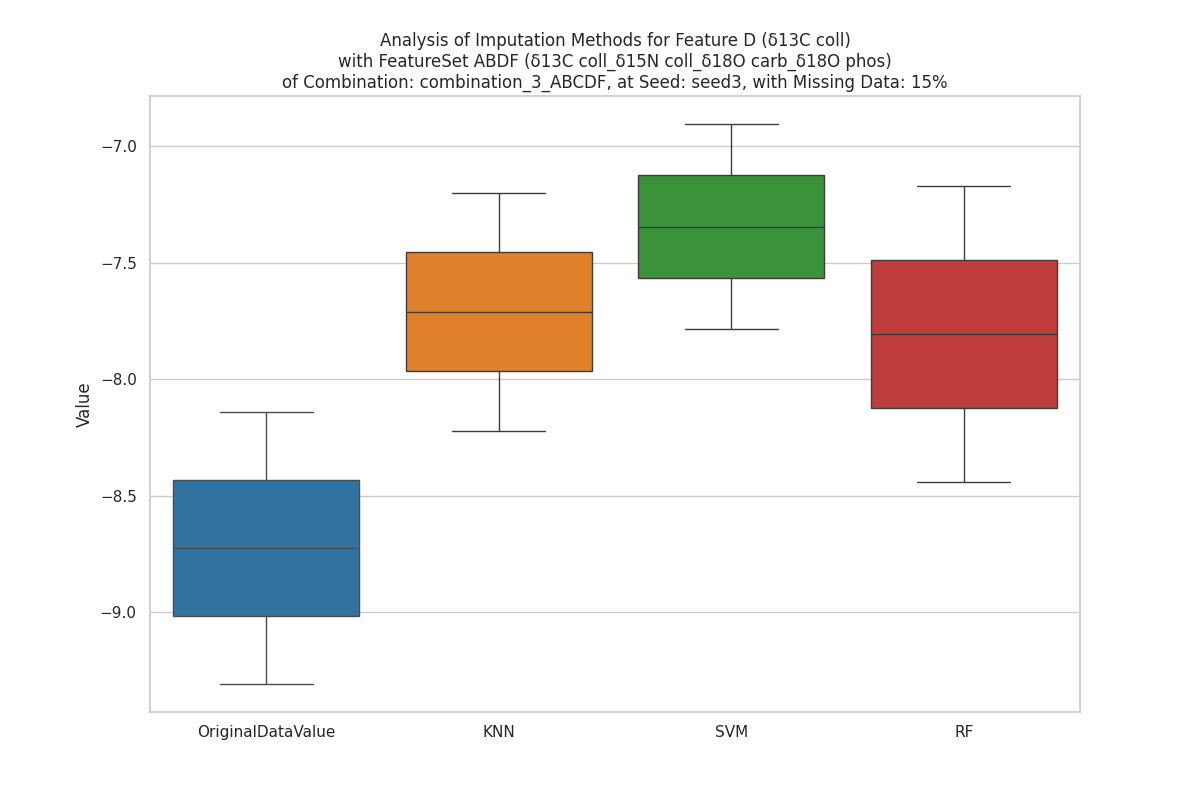 Analysis of Imputation Methods for Feature D (δ13C coll)
with FeatureSet ABDF (δ13C coll_δ15N coll_δ18O carb_δ18O phos)
of Combination: combination_3_ABCDF, at Seed: seed3, with Missing Data: 15%
−7.0
−7.5
−8.0
−8.5
−9.0
Value
OriginalDataValue
KNN
SVM
RF